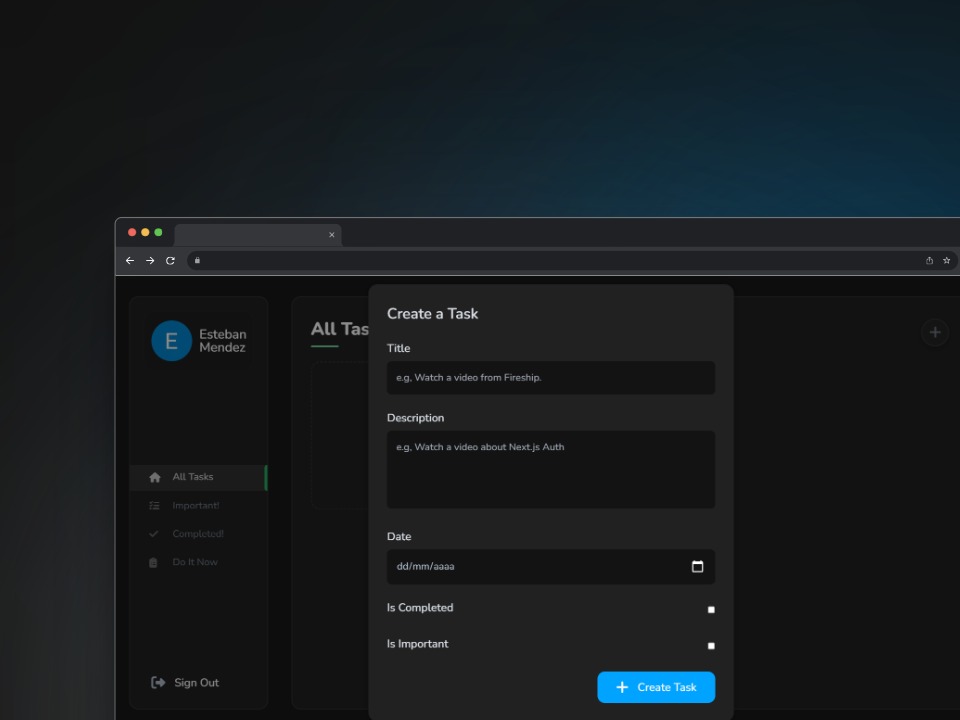 E
Esteban
Mendez
All Tasks
Important!
Completed!
Do It Now
Sign Out
All Tas
Create a Task
Title
e.g, Watch a video from Fireship.
Description
e.g, Watch a video about Next.js Auth
Date
dd/mm/aaaa
Is Completed
Is Important
Create Task